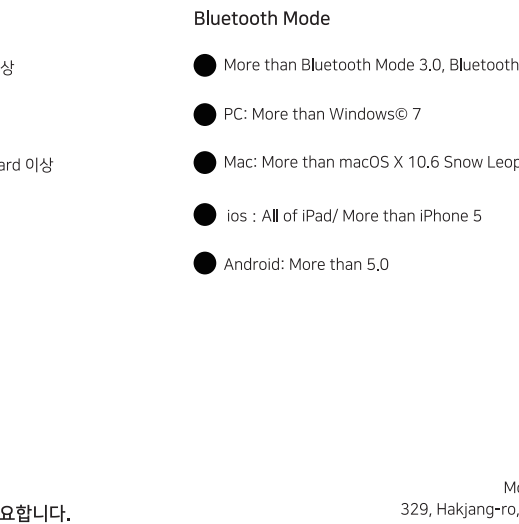 Bluetooth Mode
상
More than Bluetooth Mode 3.0, Bluetooth
PC: More than Windows© 7
ard 이상
Mac: More than macOS X 10.6 Snow Leop
ios : All of iPad/ More than iPhone 5
Android: More than 5.0
요합니다.
329, Hakjang-ro,